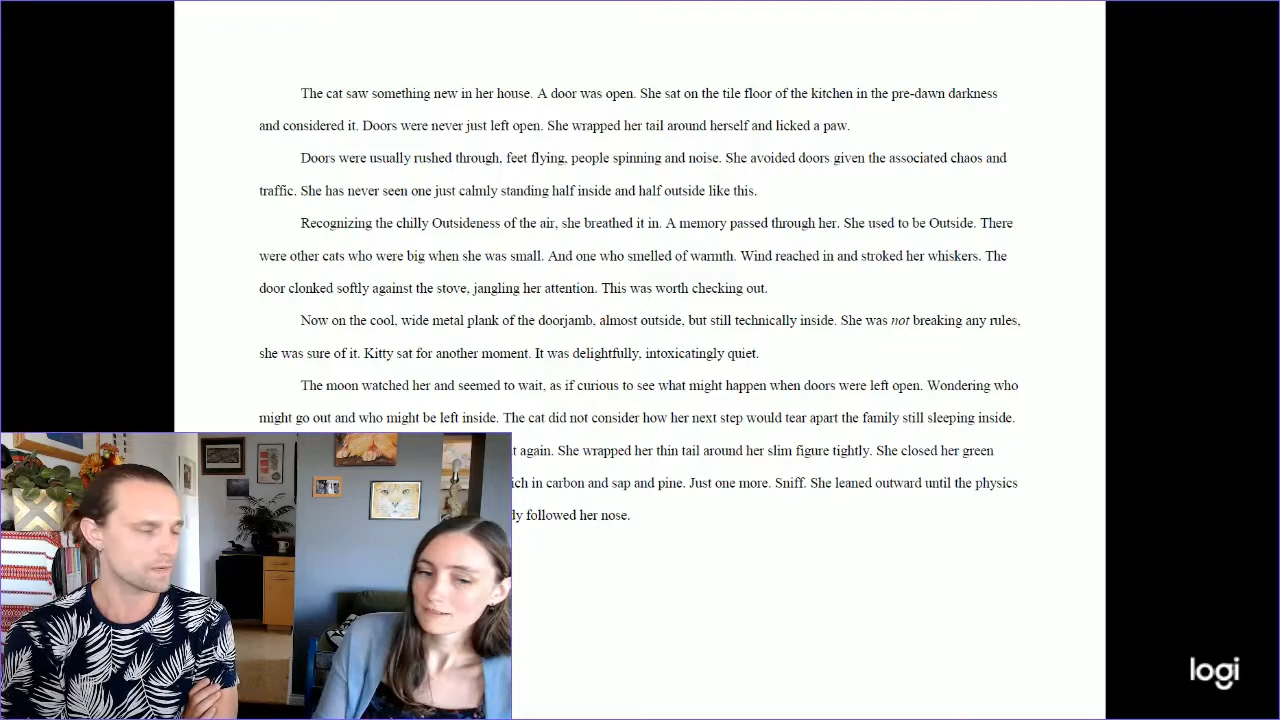 The cat saw something new in her house. A door was open. She sat on the tile floor of the kitchen in the pre-dawn darkness
and considered it. Doors were never just left open. She wrapped her tail around herself and licked a paw.
Doors were usually rushed through, feet flying, people spinning and noise. She avoided doors given the associated chaos and
traffic. She has never seen one just calmly standing half inside and half outside like this.
Recognizing the chilly Outsideness of the air, she breathed it in. A memory passed through her. She used to be Outside. There
were other cats who were big when she was small. And one who smelled of warmth. Wind reached in and stroked her whiskers. The
door clonked softly against the stove, jangling her attention. This was worth checking out.
Now on the cool, wide metal plank of the doorjamb, almost outside, but still technically inside. She was not breaking any rules,
she was sure of it. Kitty sat for another moment. It was delightfully, intoxicatingly quiet.
The moon watched her and seemed to wait, as if curious to see what might happen when doors were left open. Wondering who
might go out and who might be left inside. The cat did not consider how her next step would tear apart the family still sleeping inside.
again. She wrapped her thin tail around her slim figure tightly. She closed her green
in carbon and sap and pine. Just one more. Sniff. She leaned outward until the physics
followed her nose.
logi